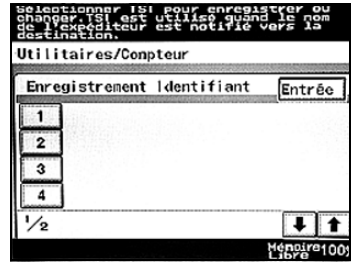 Sélectionner TSI pour enregistrer ou
changer.TSI est utilisé quand le nom
de l'expéditeur est notifié vers la
destination.
Utilitaires/Compteur
Enregistrement Identifiant Entrée
1
2
3
4
1/2 ↓ ↑
Mémoire 100%
Libre